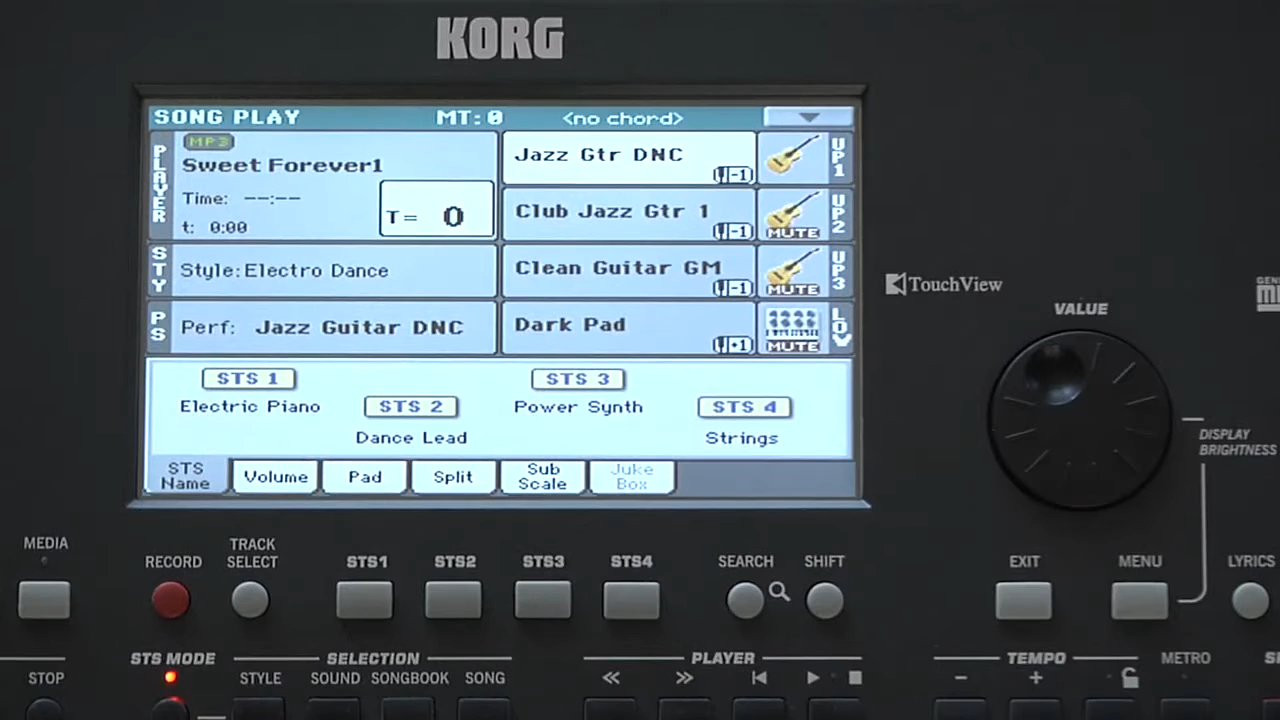 KORG
SONG PLAY MT: 0 <no chord>
PLAYER
MP3
Sweet Forever1
Time: --:--
t: 0:00
T= 0
STY
Style:Electro Dance
PS
Perf: Jazz Guitar DNC
Jazz Gtr DNC
-1
UP1
Club Jazz Gtr 1
-1
MUTE
UP2
Clean Guitar GM
-1
MUTE
UP3
Dark Pad
+1
MUTE
LOW
STS 1
Electric Piano
STS 2
Dance Lead
STS 3
Power Synth
STS 4
Strings
STS Name
Volume
Pad
Split
Sub Scale
Juke Box
TouchView
VALUE
DISPLAY
BRIGHTNESS
MEDIA
RECORD
TRACK
SELECT
STS1
STS2
STS3
STS4
SEARCH
SHIFT
EXIT
MENU
LYRICS
STOP
STS MODE
SELECTION
STYLE
SOUND
SONGBOOK
SONG
PLAYER
TEMPO
− +
METRO